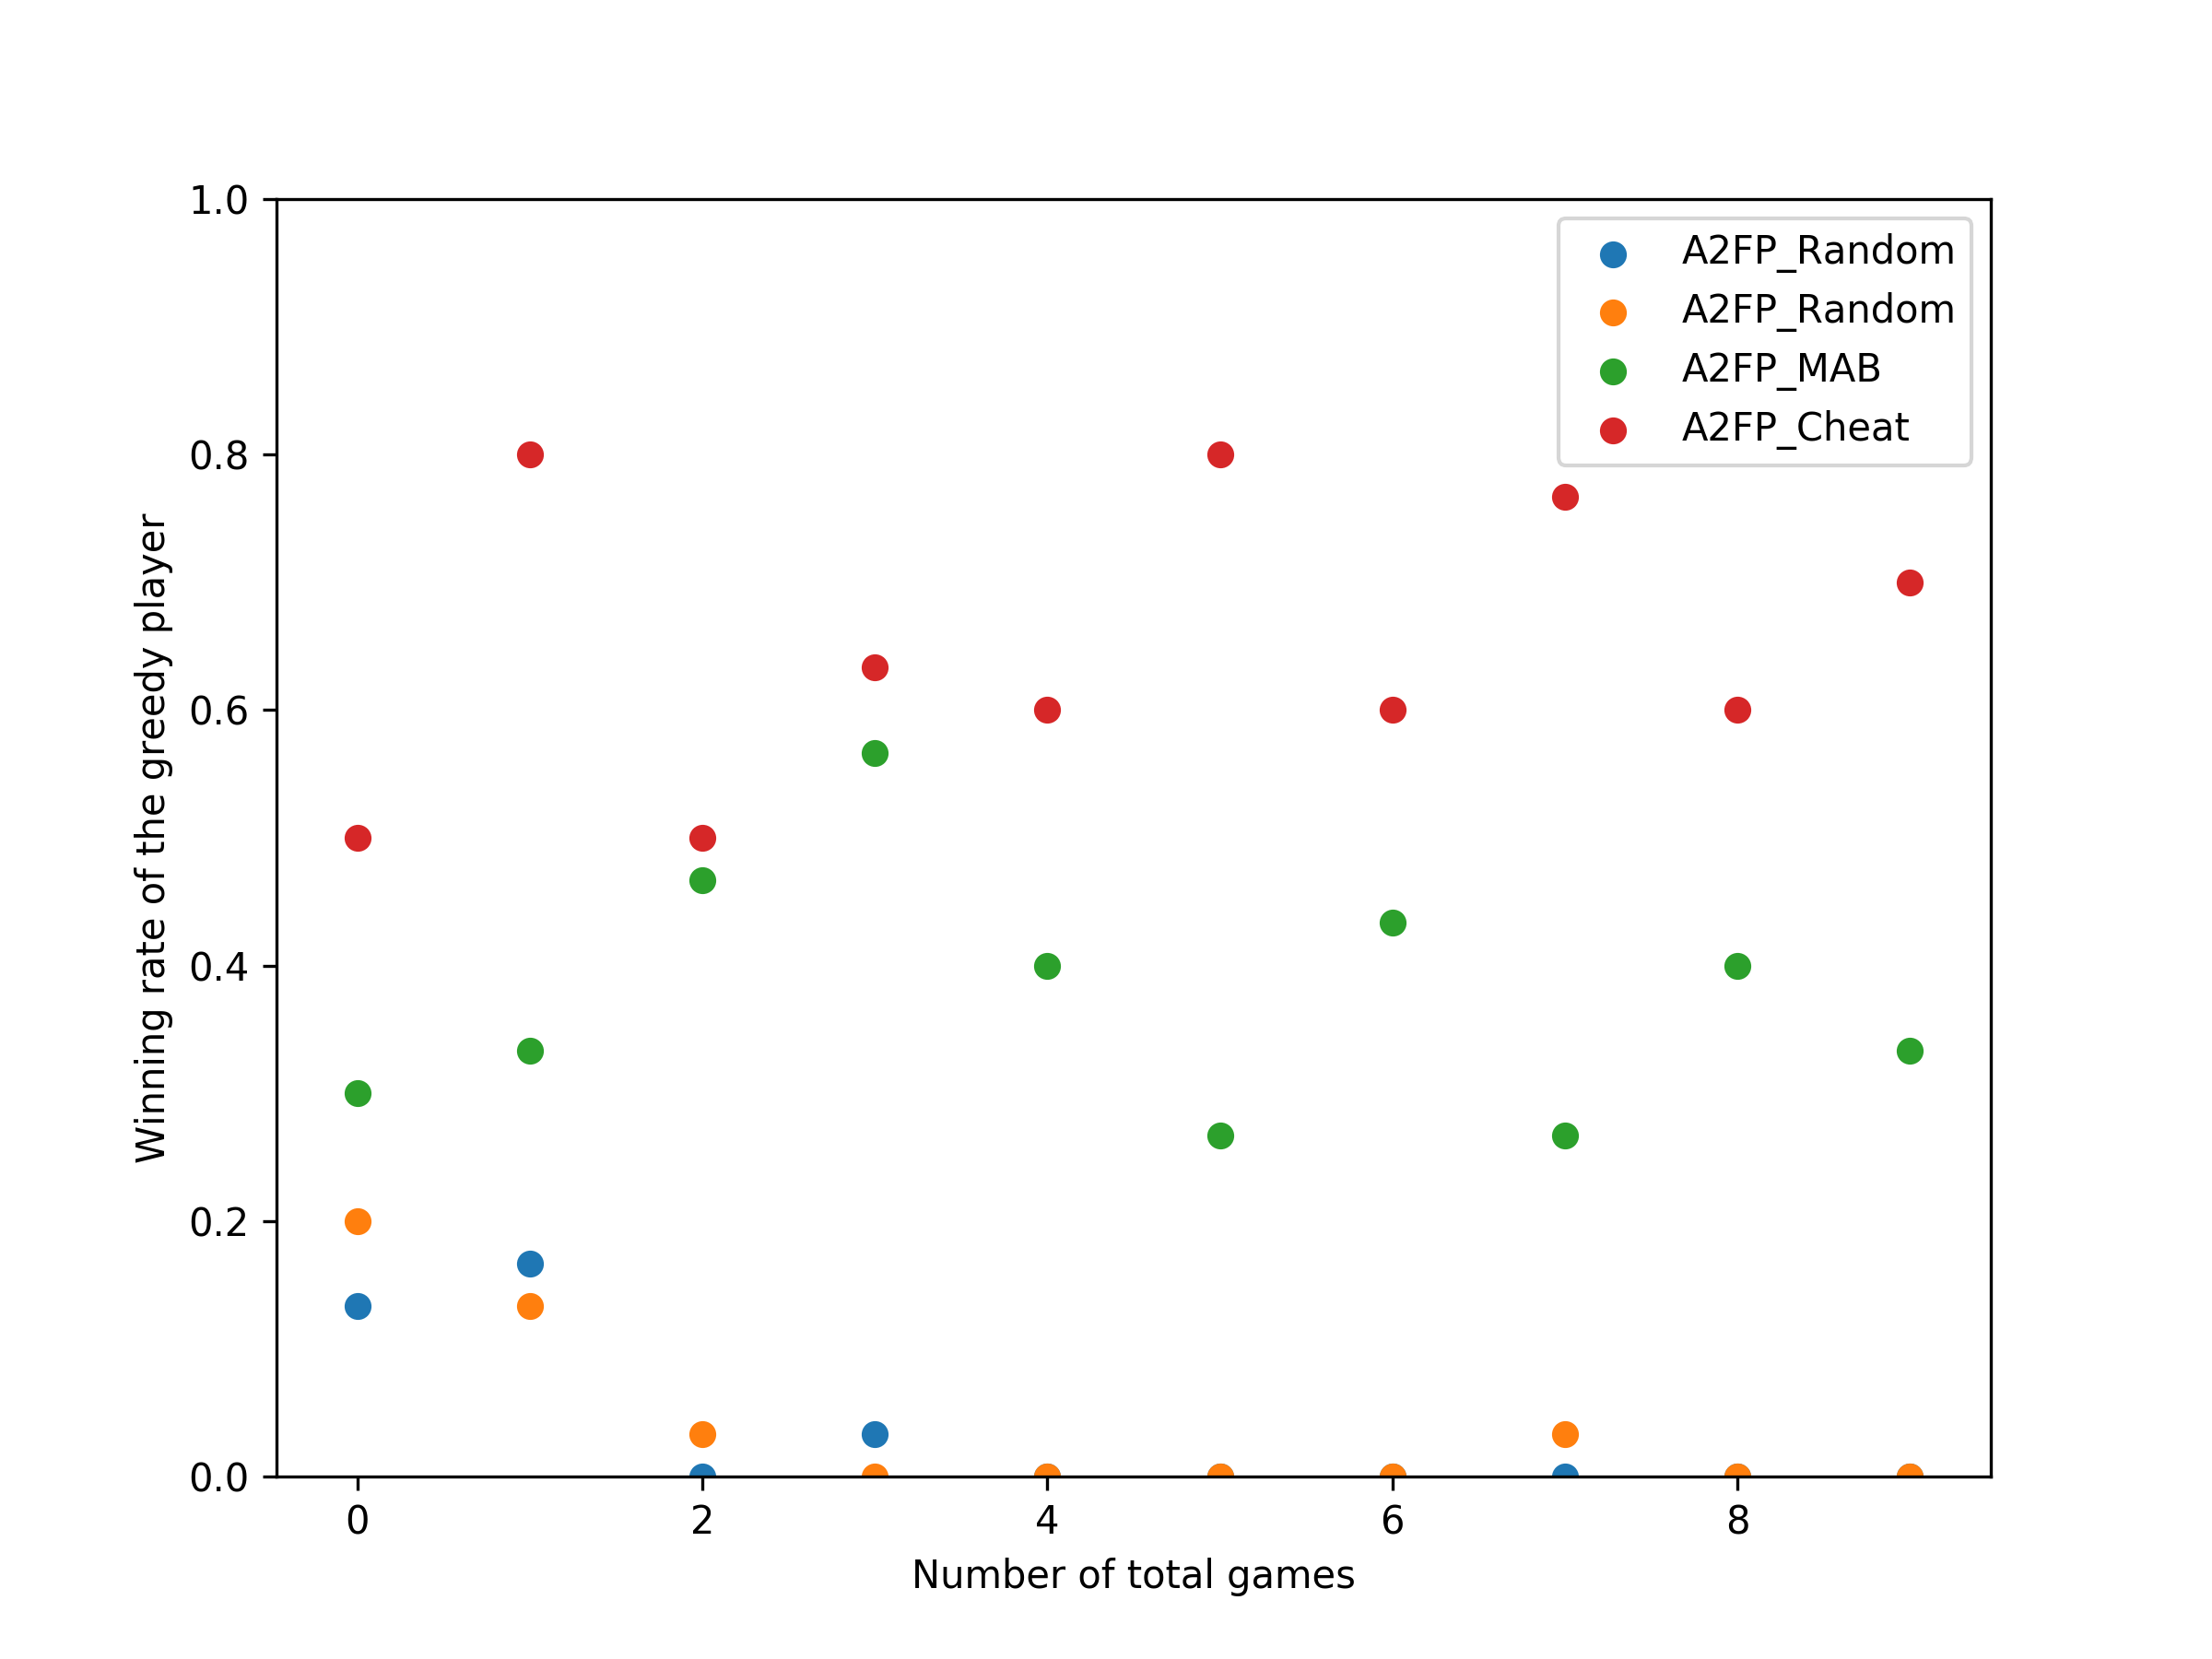 1.0
0.8
0.6
0.4
0.2
0.0
Winning rate of the greedy player
A2FP_Random
A2FP_Random
A2FP_MAB
A2FP_Cheat
0 2 4 6 8
Number of total games